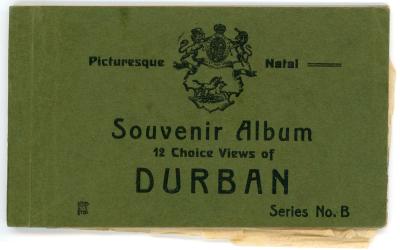 Picturesque Natal
Souvenir Album
12 Choice Views of
DURBAN
Series No. B